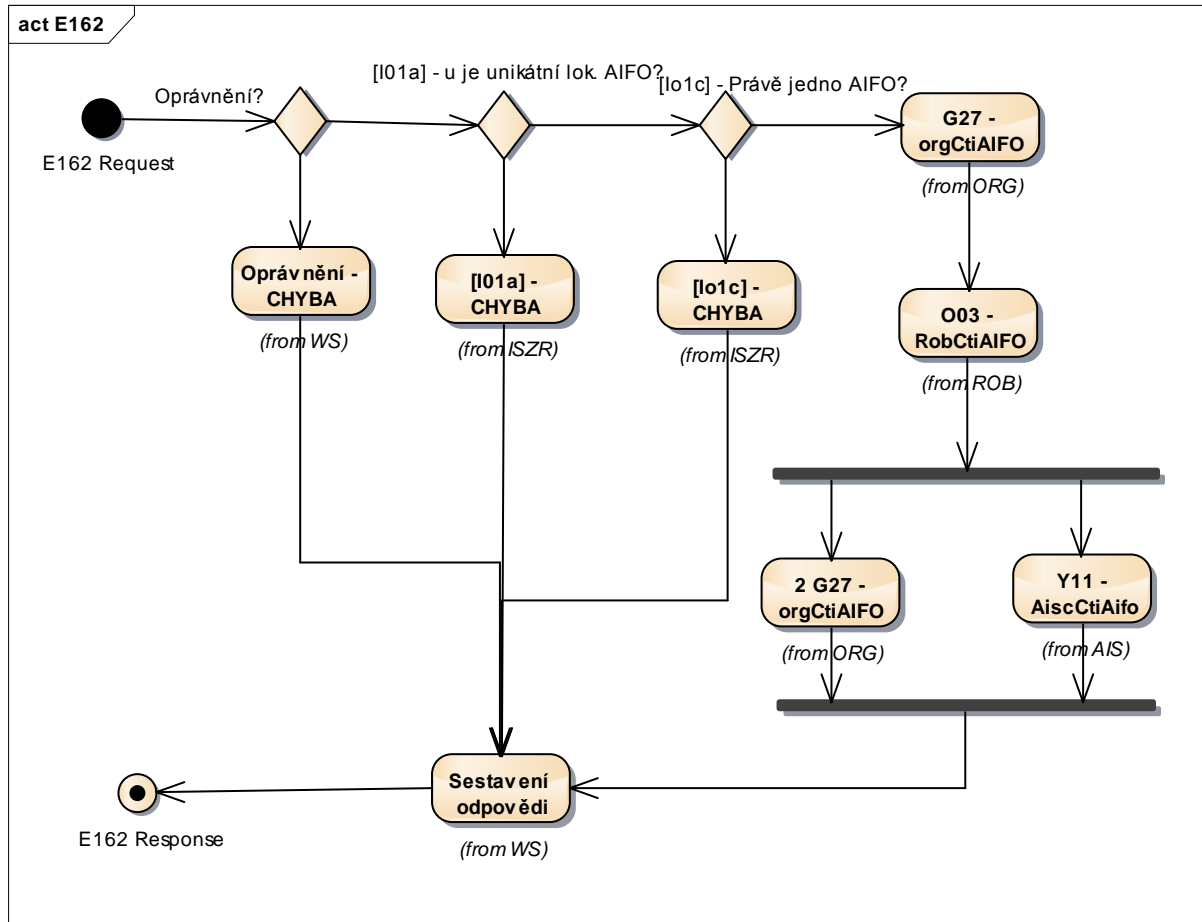 act E162
[I01a] - u je unikátní lok. AIFO?
[Io1c] - Právě jedno AIFO?
Oprávnění?
E162 Request
G27 -
orgCtiAIFO
(from ORG)
Oprávnění -
CHYBA
(from WS)
[I01a] -
CHYBA
(from ISZR)
[Io1c] -
CHYBA
(from ISZR)
O03 -
RobCtiAIFO
(from ROB)
2 G27 -
orgCtiAIFO
(from ORG)
Y11 -
AiscCtiAifo
(from AIS)
Sestavení
odpovědi
(from WS)
E162 Response